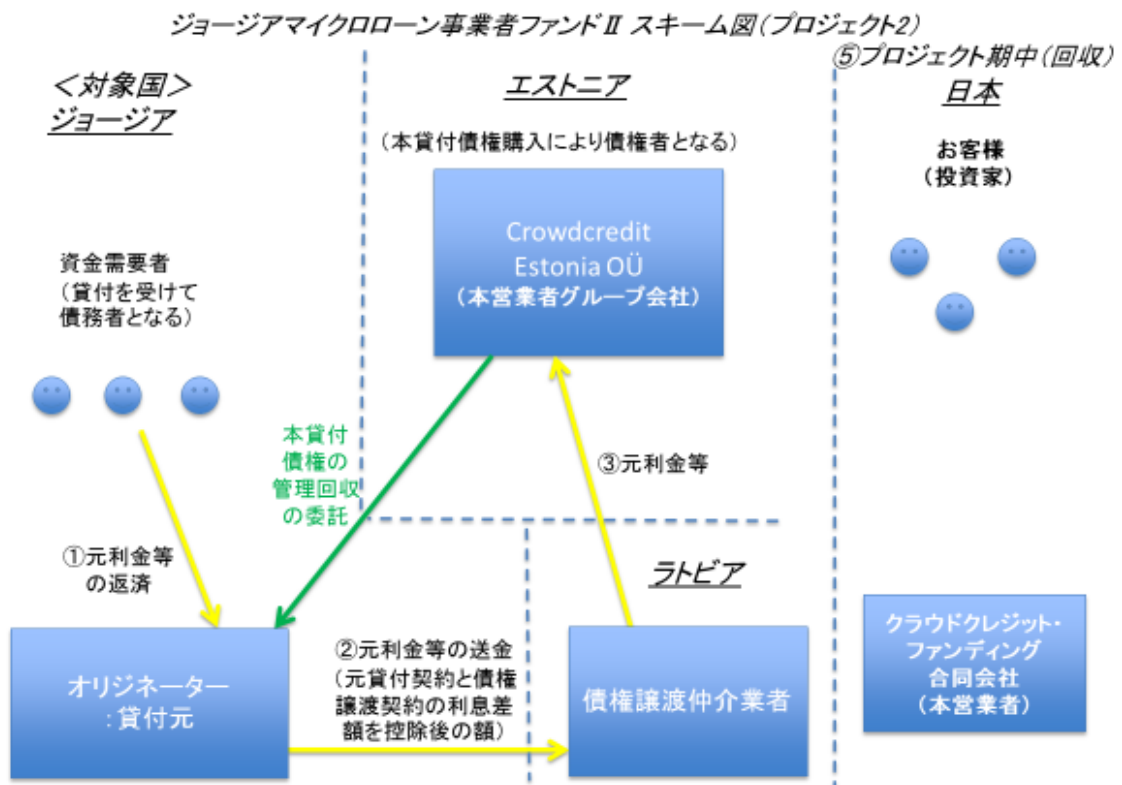 ジョージアマイクロローン事業者ファンドⅡ スキーム図(プロジェクト2)
⑤プロジェクト期中(回収)
<対象国>
ジョージア
エストニア
日本
(本貸付債権購入により債権者となる)
お客様
(投資家)
Crowdcredit
Estonia OÜ
(本営業者グループ会社)
資金需要者
(貸付を受けて
債務者となる)
本貸付
債権の
管理回収
の委託
③元利金等
①元利金等
の返済
ラトビア
オリジネーター
:貸付元
②元利金等の送金
(元貸付契約と債権
譲渡契約の利息差
額を控除後の額)
債権譲渡仲介業者
クラウドクレジット・
ファンディング
合同会社
(本営業者)